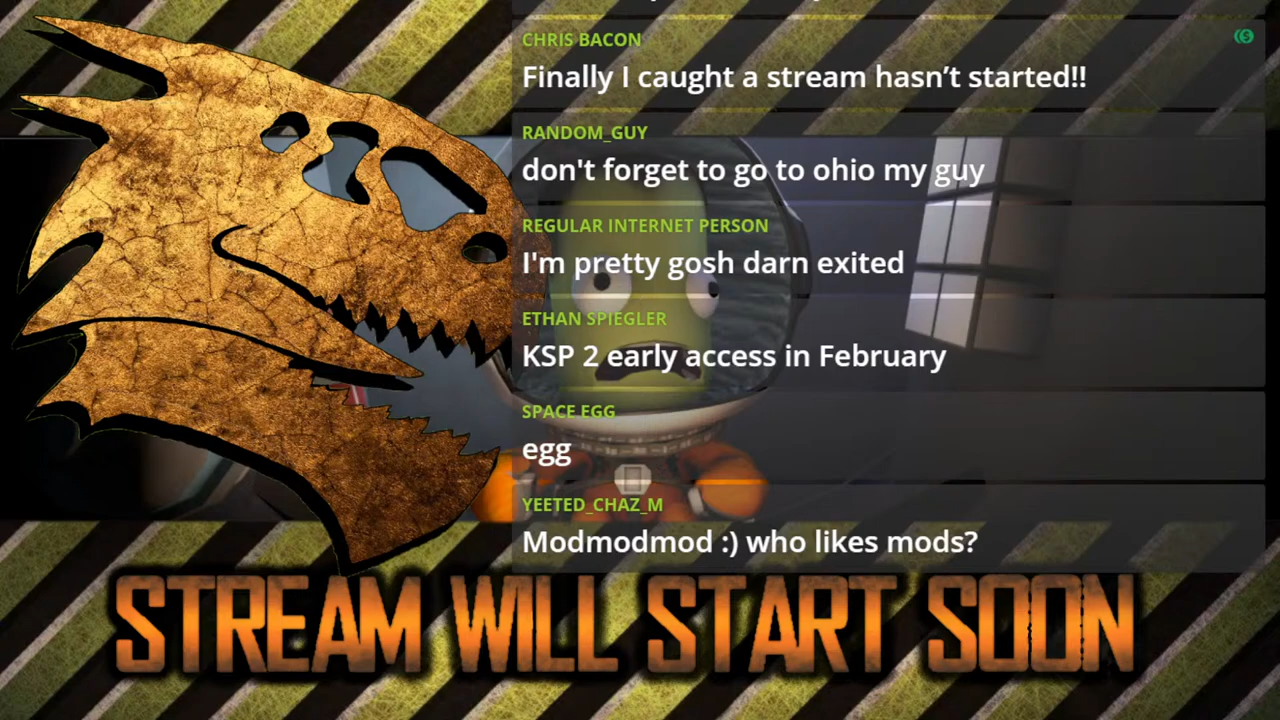 CHRIS BACON
Finally I caught a stream hasn’t started!!
RANDOM_GUY
don't forget to go to ohio my guy
REGULAR INTERNET PERSON
I'm pretty gosh darn exited
ETHAN SPIEGLER
KSP 2 early access in February
SPACE EGG
egg
YEETED_CHAZ_M
Modmodmod :) who likes mods?
STREAM WILL START SOON